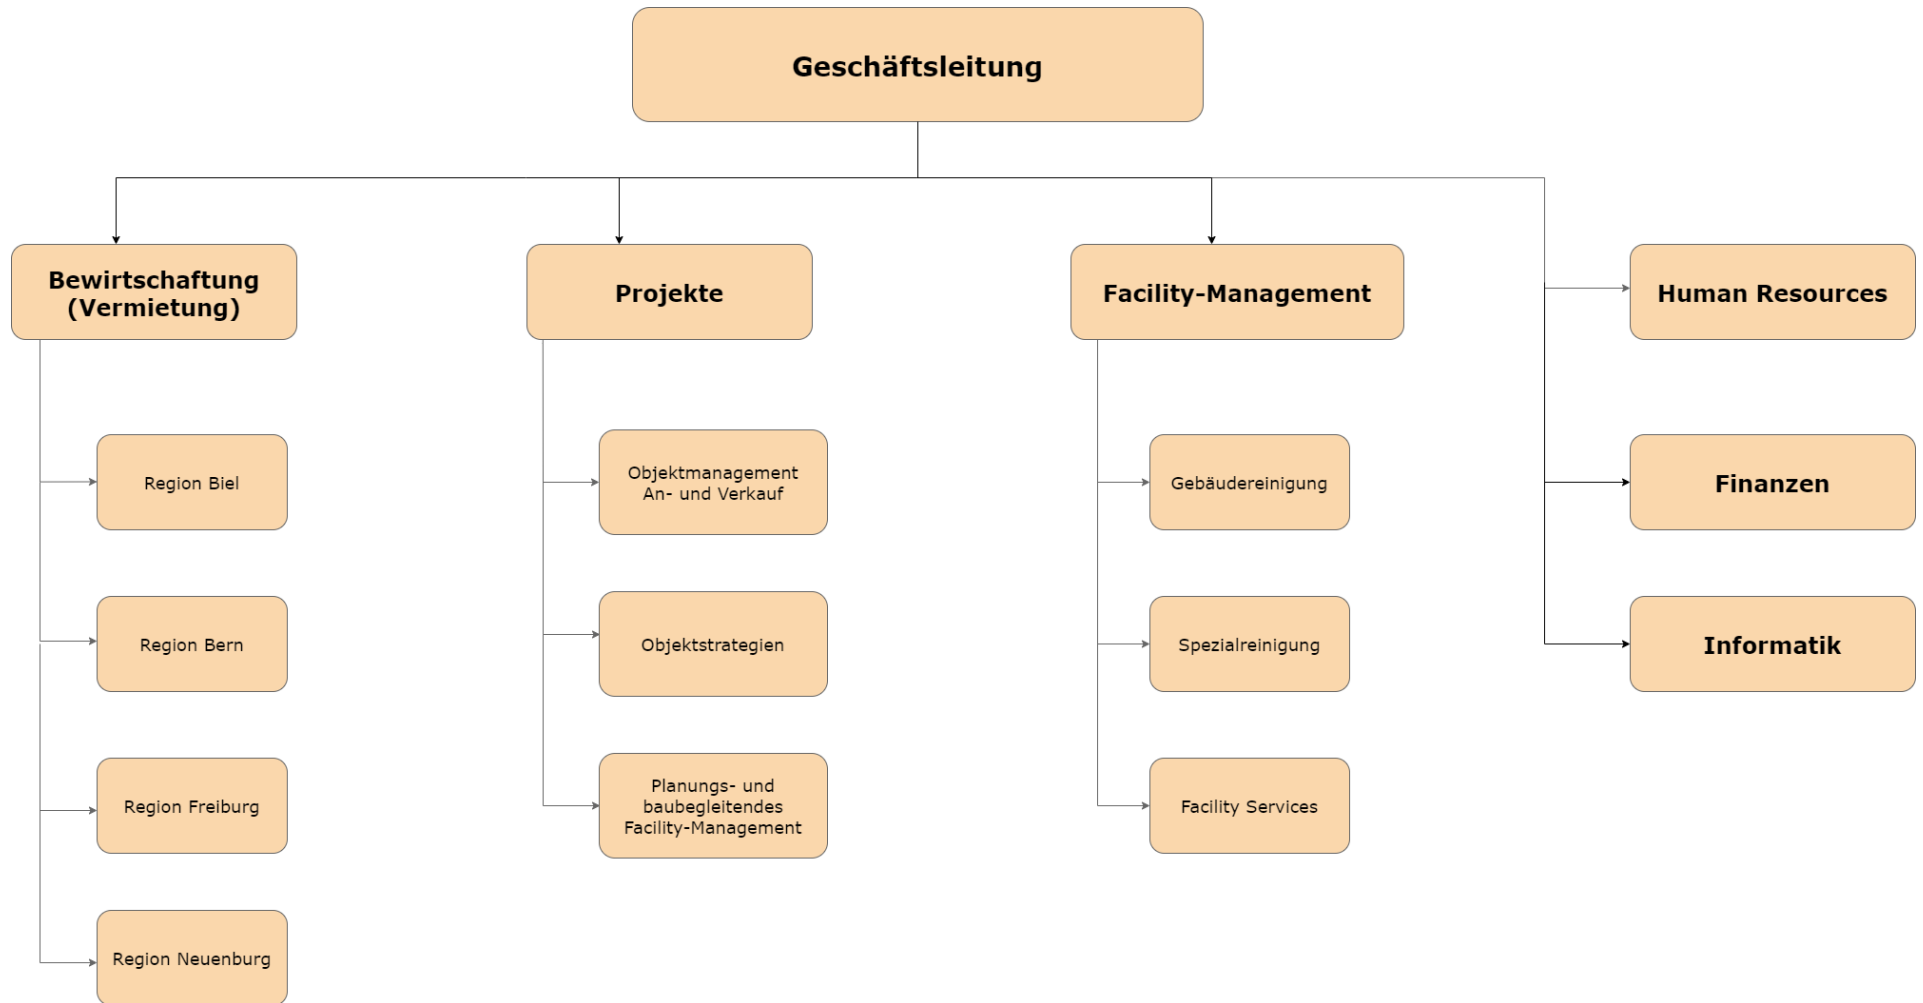 Geschäftsleitung
Bewirtschaftung
(Vermietung)
Projekte
Facility-Management
Human Resources
Region Biel
Objektmanagement
An- und Verkauf
Gebäudereinigung
Finanzen
Region Bern
Objektstrategien
Spezialreinigung
Informatik
Region Freiburg
Planungs- und
baubegleitendes
Facility-Management
Facility Services
Region Neuenburg